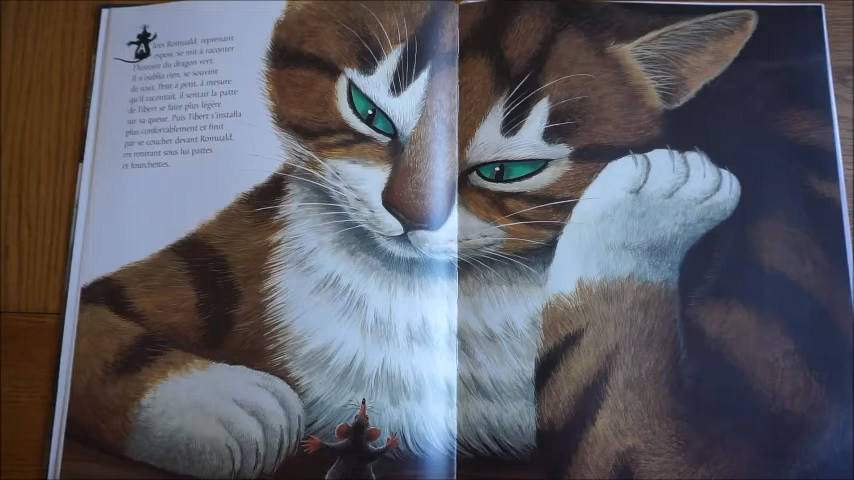 Alors Romuald, reprenant
espoir, se mit à raconter
l'histoire du dragon vert.
Il n'oublia rien, se souvint
de tout. Petit à petit, à mesure
qu'il racontait, il sentait la patte
de Tibert se faire plus légère
sur sa queue. Puis Tibert s'installa
plus confortablement et finit
par se coucher devant Romuald,
en rentrant sous lui pattes
et fourchettes.